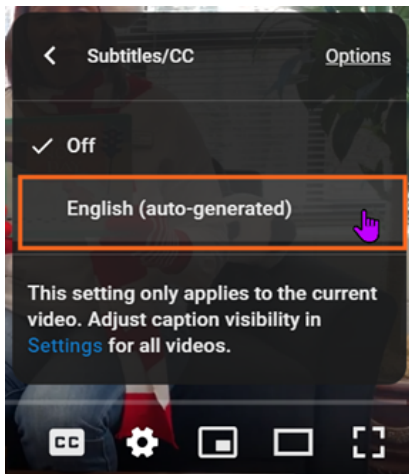 Subtitles/CC Options
Off
English (auto-generated)
This setting only applies to the current
video. Adjust caption visibility in
Settings for all videos.
CC